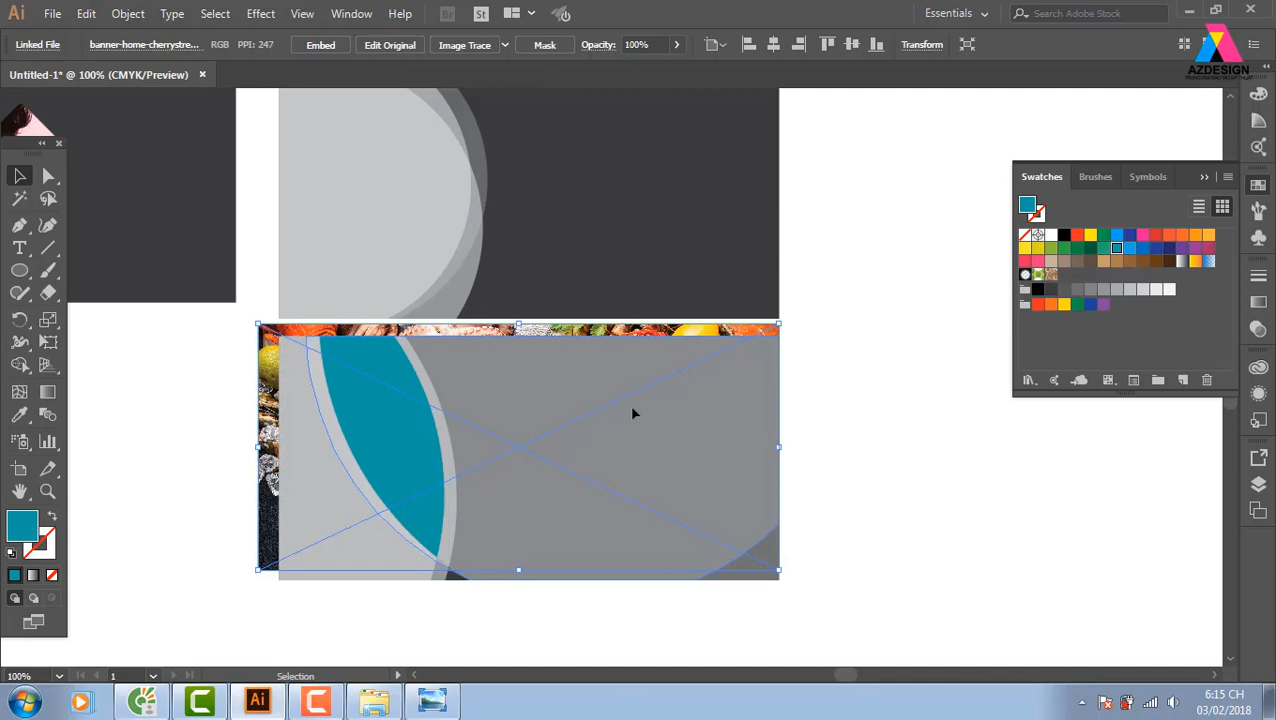 File Edit Object Type Select Effect View Window Help Br St Essentials Search Adobe Stock
Linked File banner-home-cherrystre... RGB PPI: 247 Embed Edit Original Image Trace Mask Opacity: 100% Transform
AZDESIGN
Untitled-1* @ 100% (CMYK/Preview)
Swatches Brushes Symbols
100% 1 Selection
Ai
6:15 CH
03/02/2018